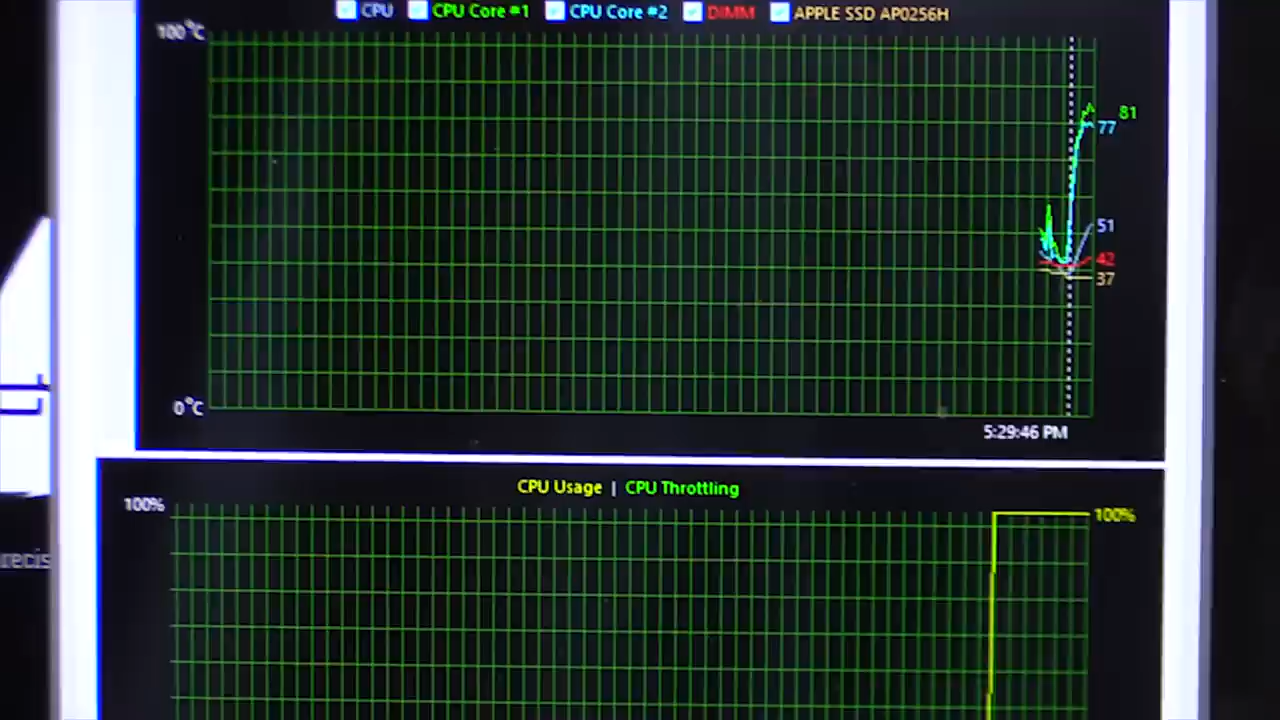 CPU CPU Core #1 CPU Core #2 DIMM APPLE SSD AP0256H
100°C
81
77
51
42
37
0°C
5:29:46 PM
CPU Usage | CPU Throttling
100% 100%
recis